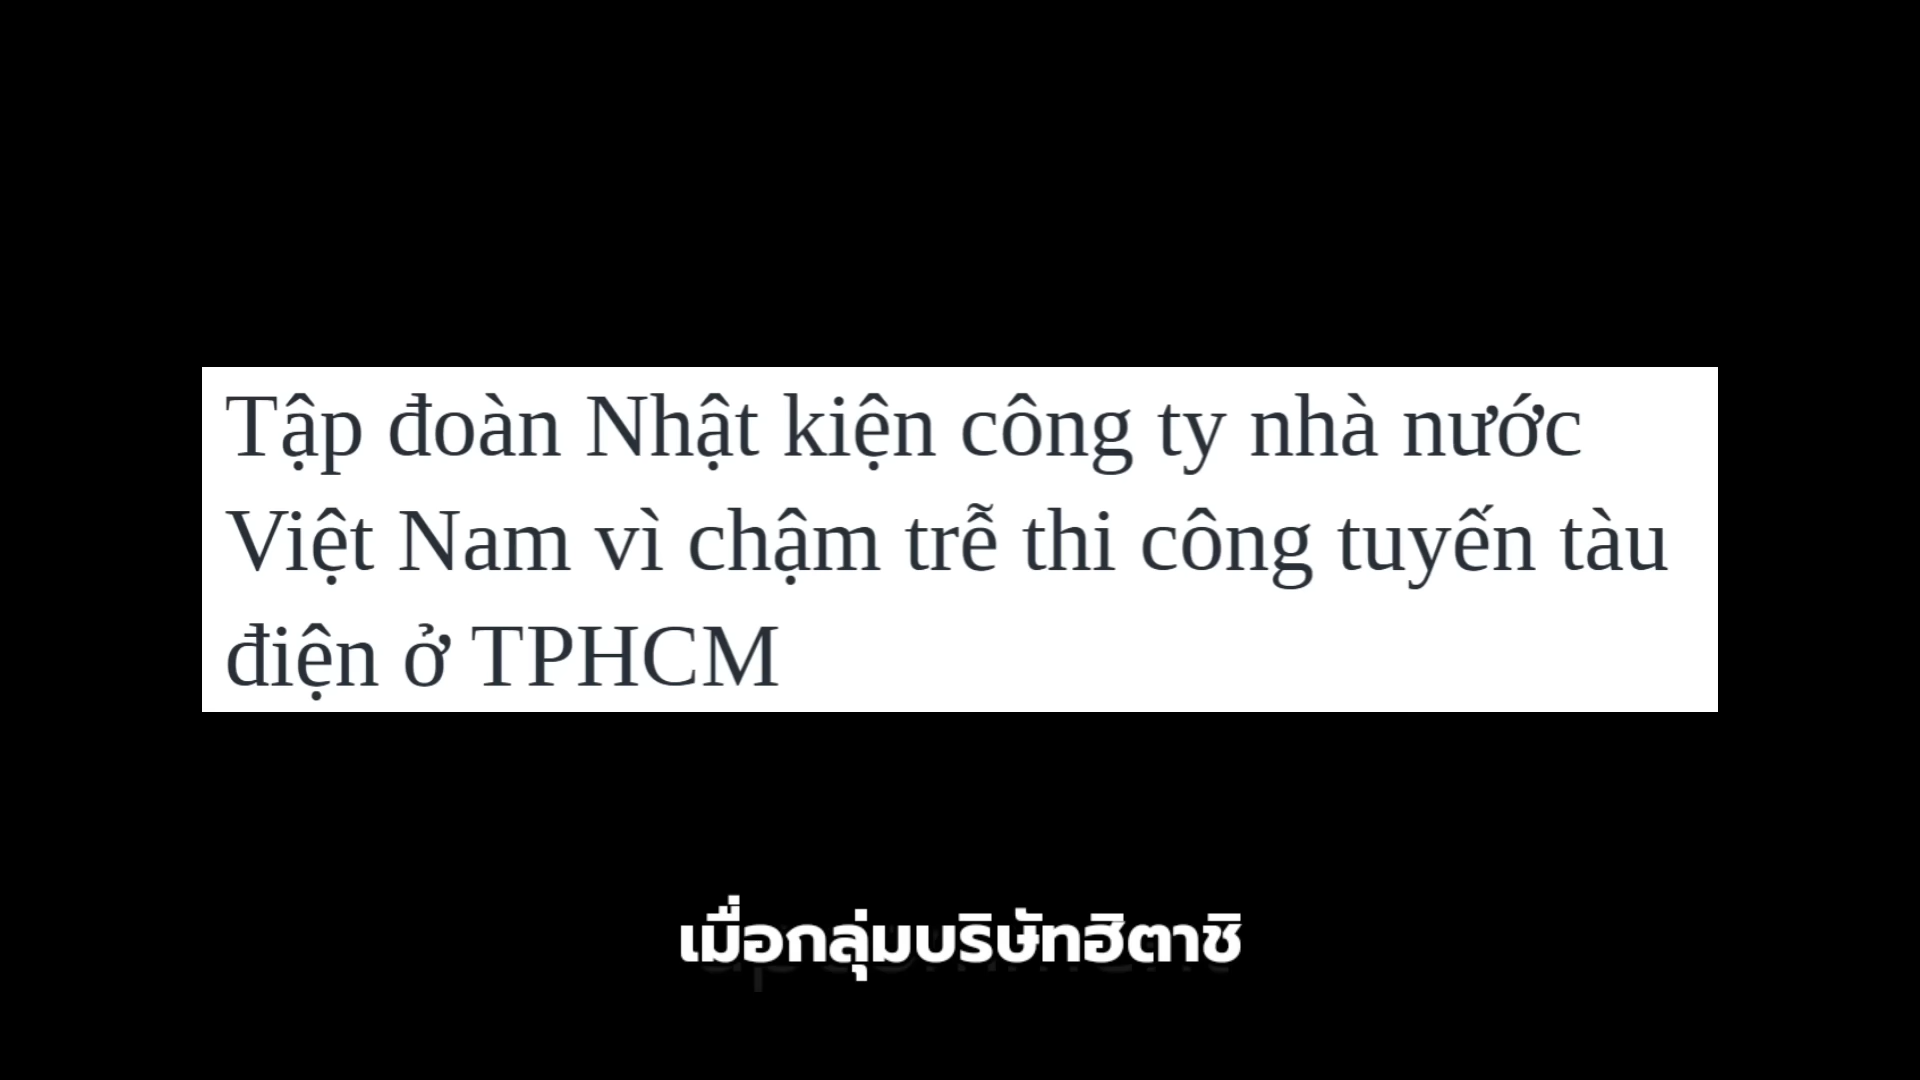 Tập đoàn Nhật kiện công ty nhà nước
Việt Nam vì chậm trễ thi công tuyến tàu
điện ở TPHCM
เมื่อกลุ่มบริษัทฮิตาชิ